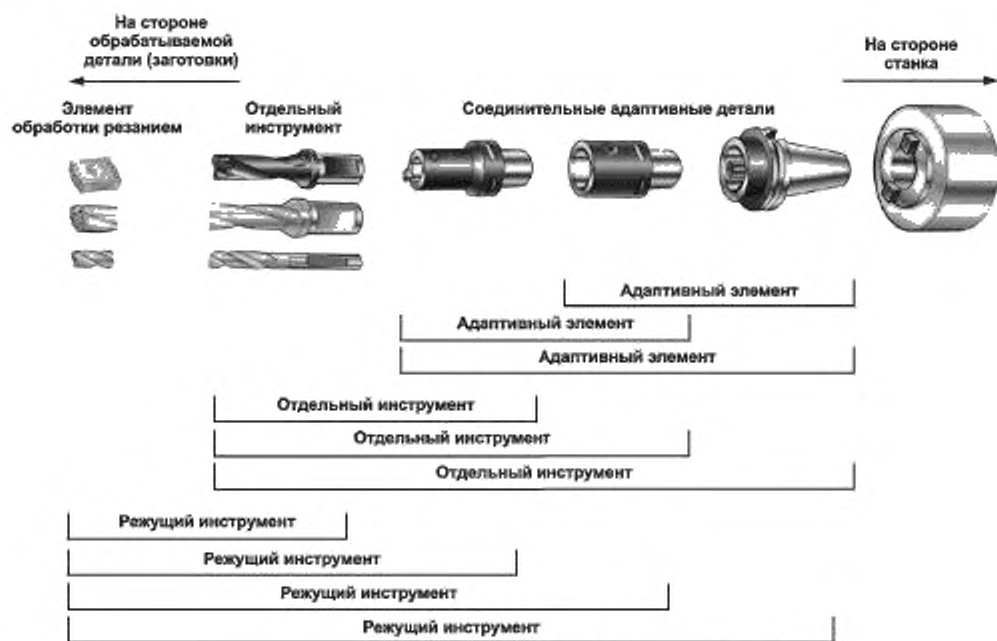 На стороне
обрабатываемой
детали (заготовки)
На стороне
станка
Элемент
обработки резанием
Отдельный
инструмент
Соединительные адаптивные детали
Адаптивный элемент
Адаптивный элемент
Адаптивный элемент
Отдельный инструмент
Отдельный инструмент
Отдельный инструмент
Режущий инструмент
Режущий инструмент
Режущий инструмент
Режущий инструмент